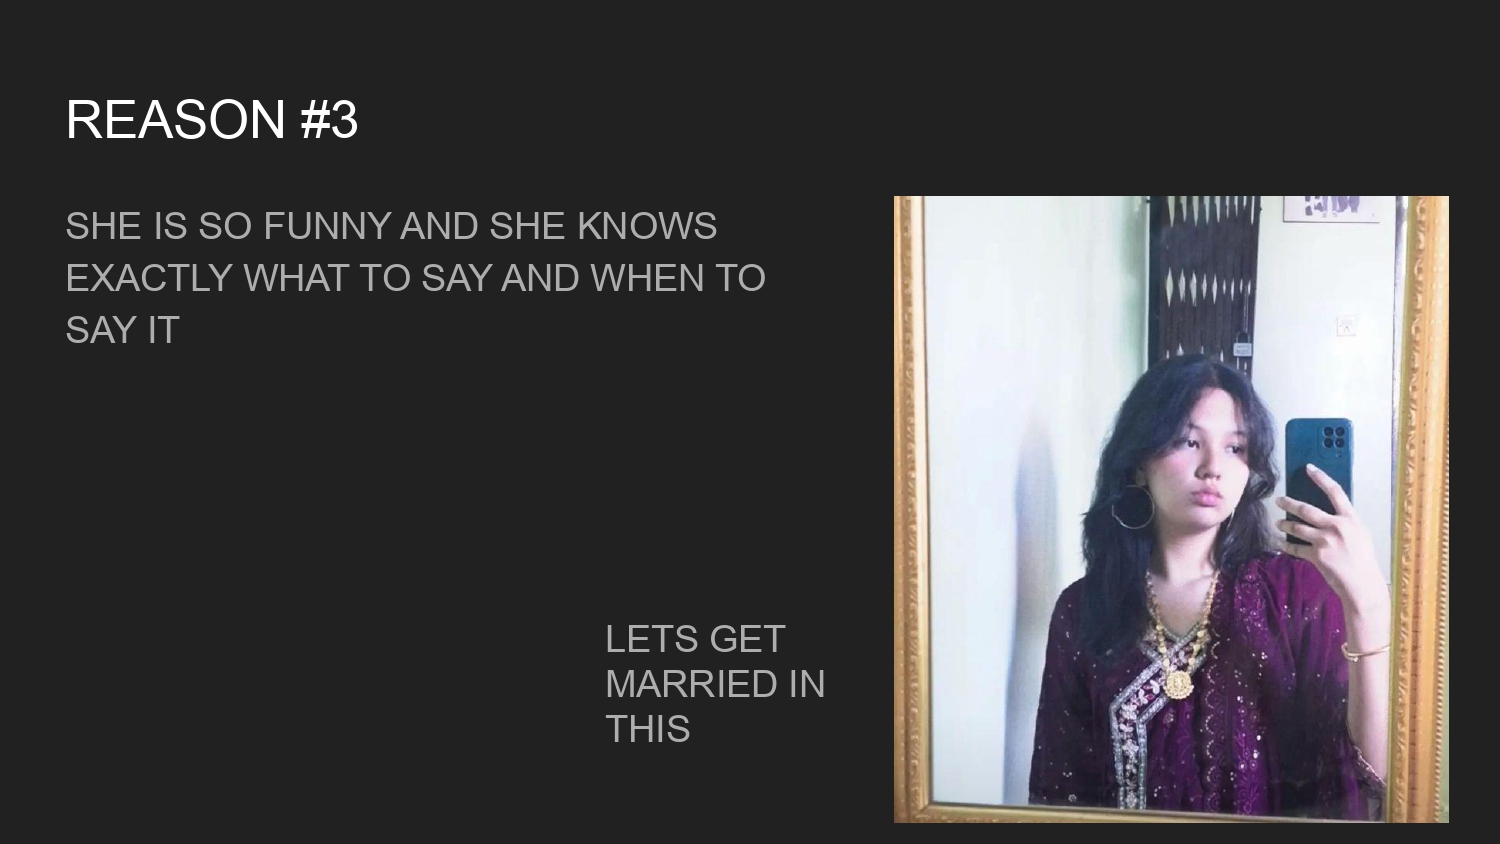 REASON #3
SHE IS SO FUNNY AND SHE KNOWS
EXACTLY WHAT TO SAY AND WHEN TO
SAY IT
LETS GET
MARRIED IN
THIS